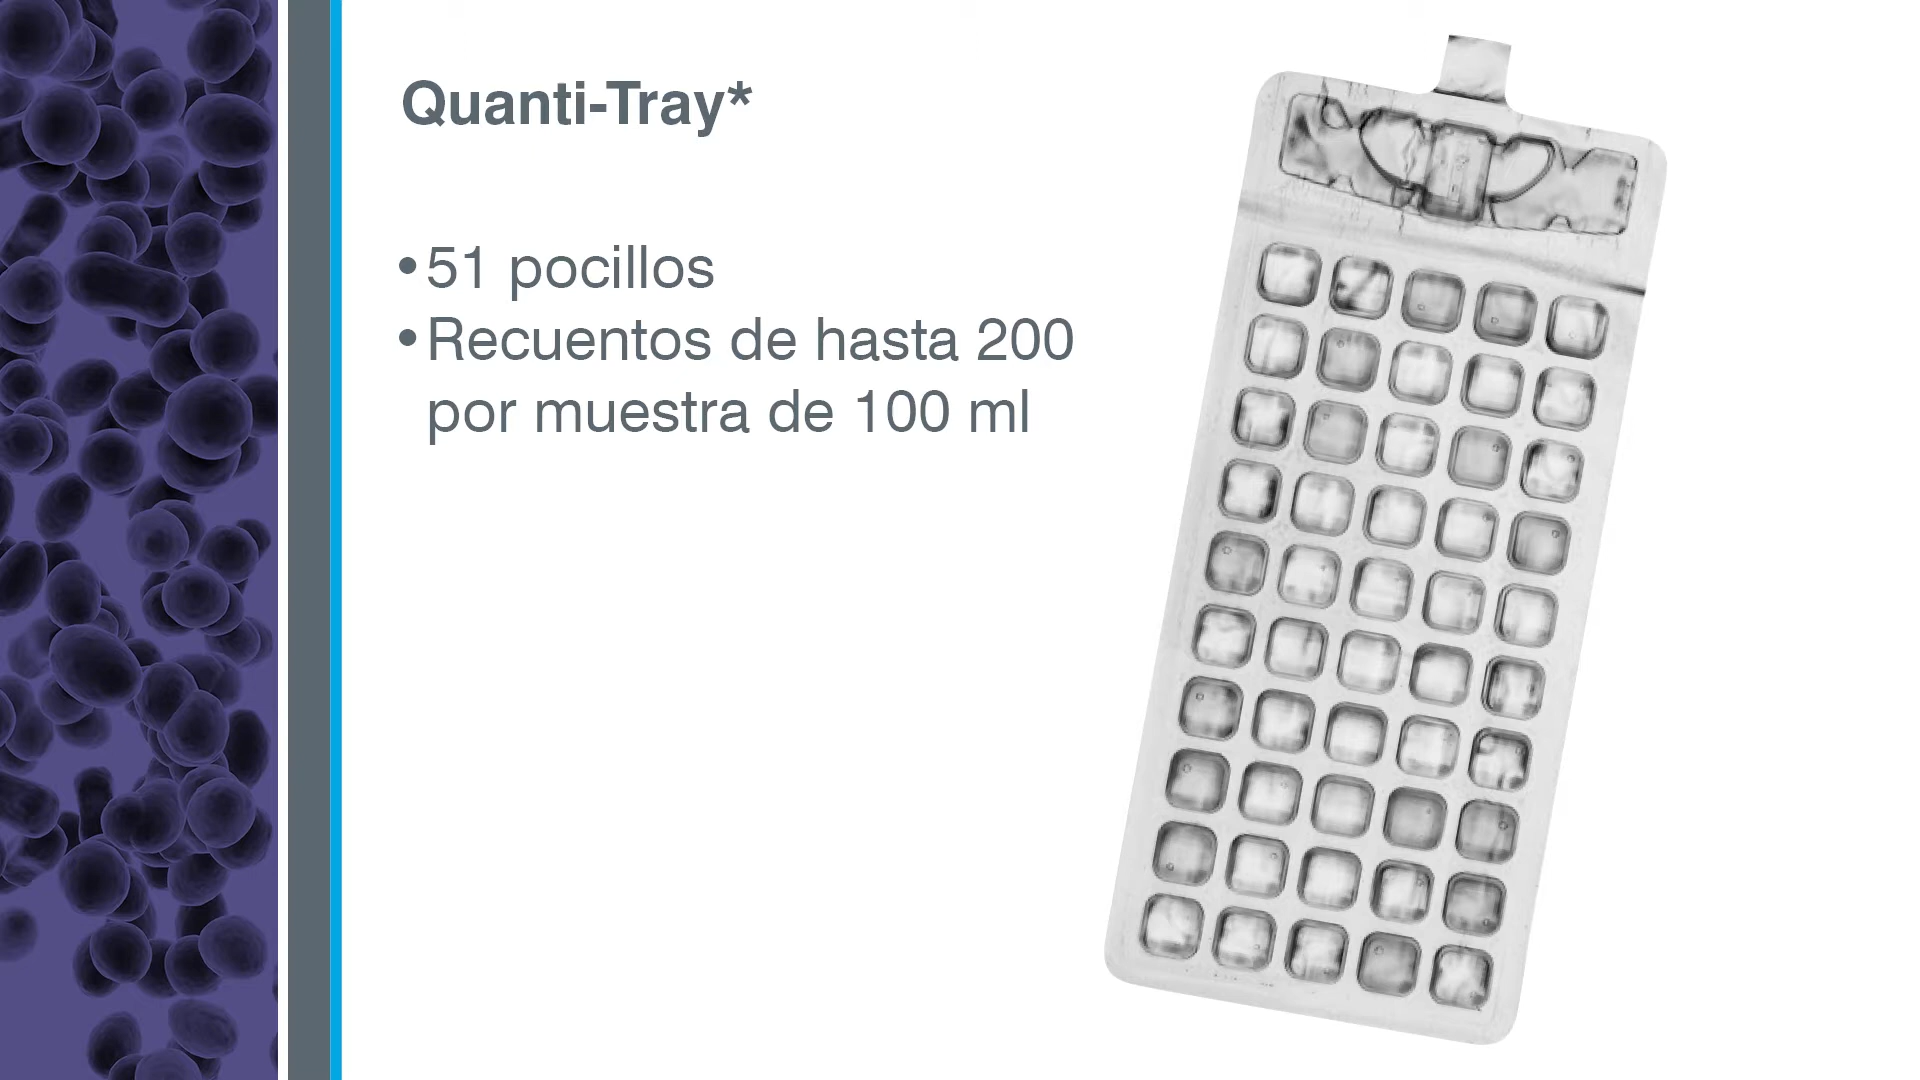 Quanti-Tray*
•51 pocillos
•Recuentos de hasta 200
por muestra de 100 ml